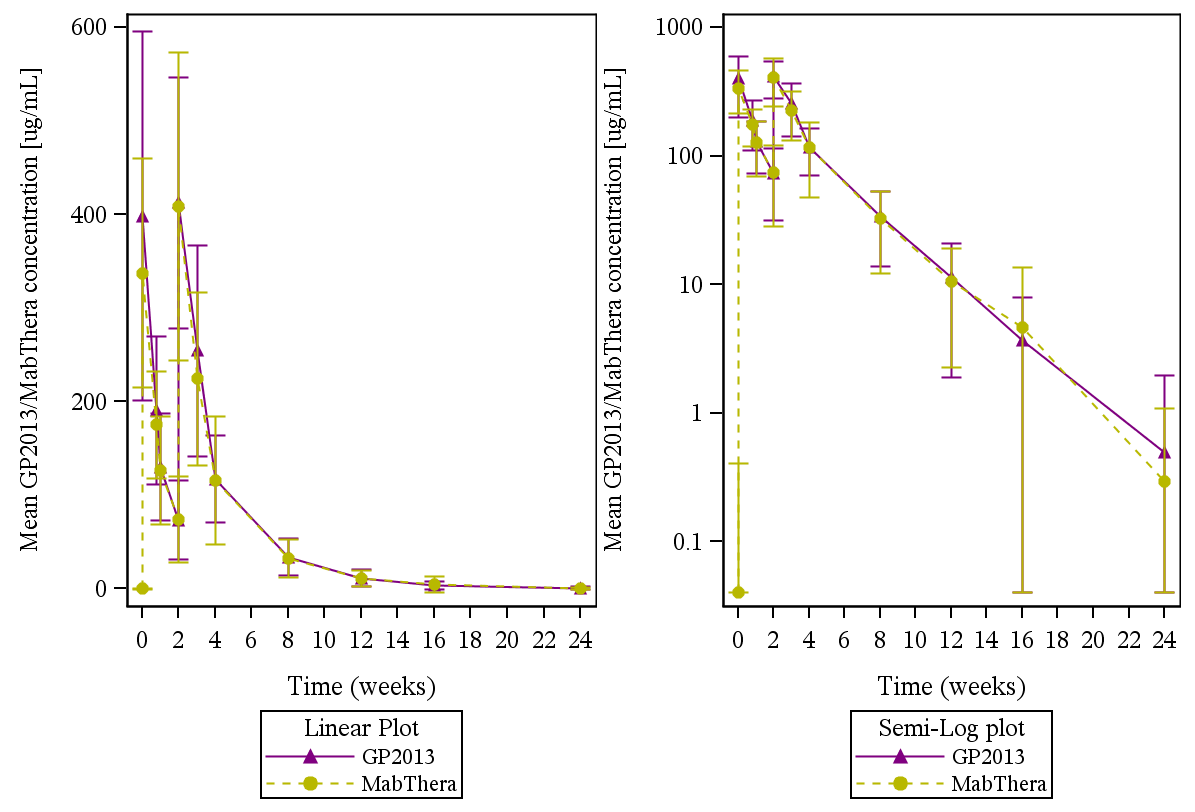 Mean GP2013/MabThera concentration [ug/mL]
600
400
200
0
0 2 4 6 8 10 12 14 16 18 20 22 24
Time (weeks)
Linear Plot
GP2013
MabThera
Mean GP2013/MabThera concentration [ug/mL]
1000
100
10
1
0.1
0 2 4 6 8 10 12 14 16 18 20 22 24
Time (weeks)
Semi-Log plot
GP2013
MabThera